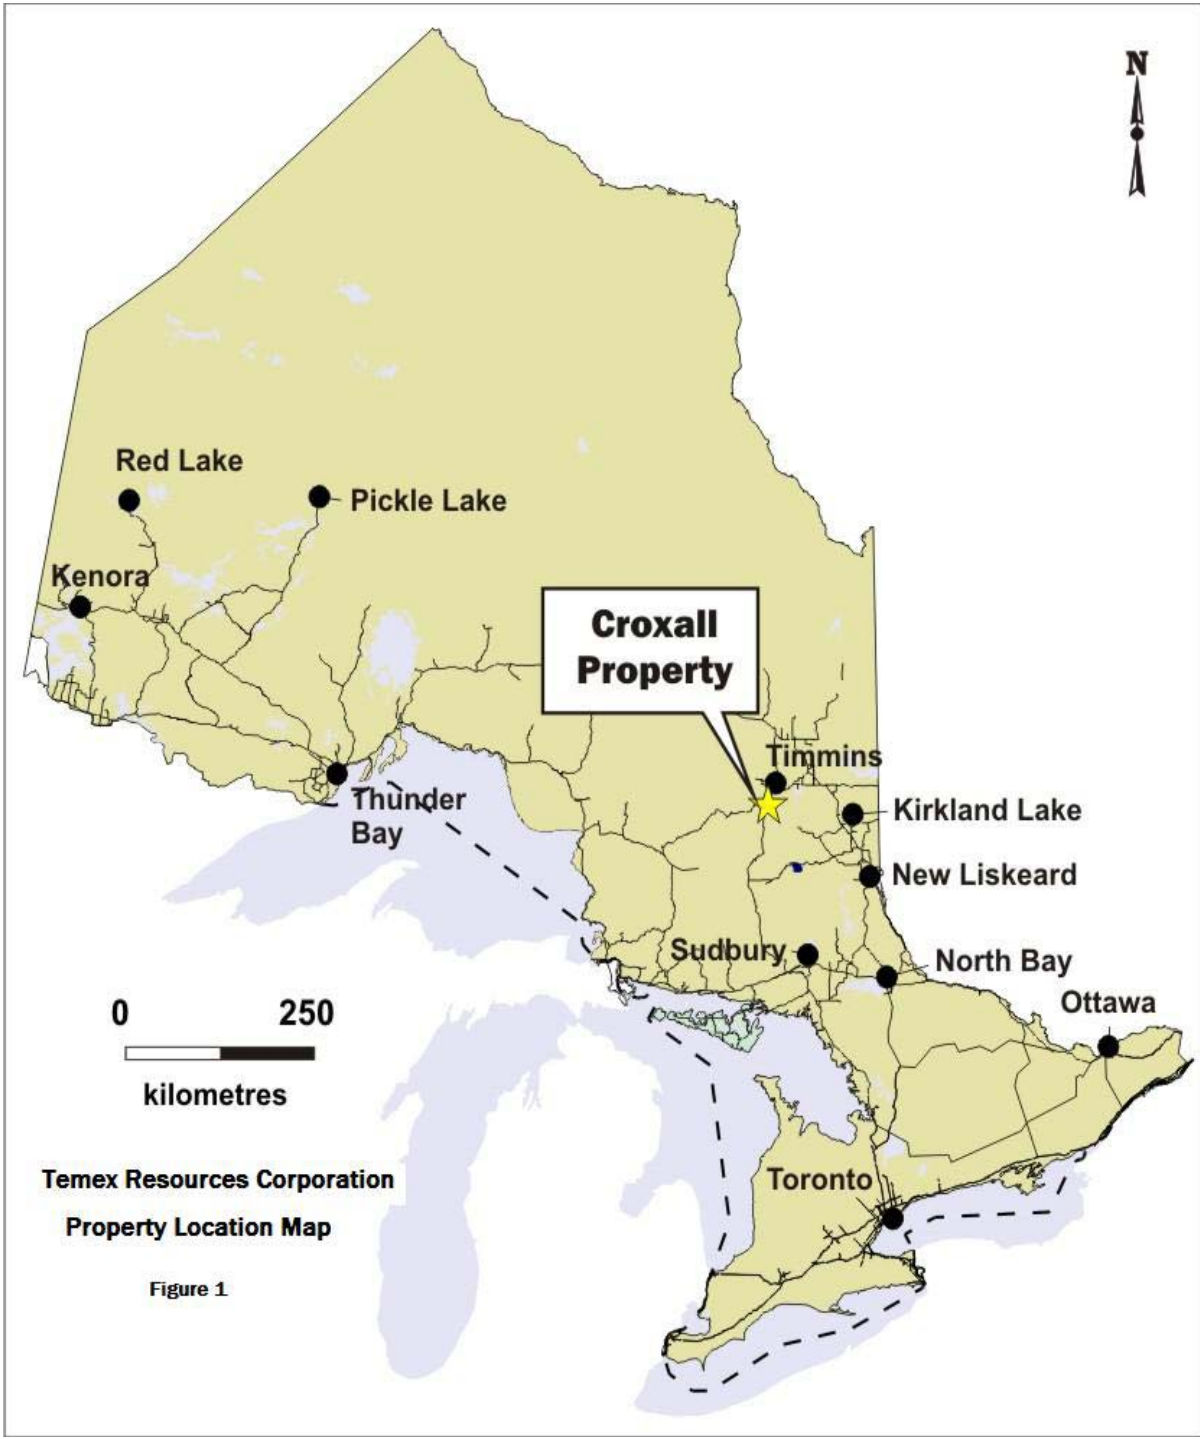 N
Red Lake
Pickle Lake
Kenora
Croxall
Property
Timmins
Thunder
Bay
Kirkland Lake
New Liskeard
Sudbury
North Bay
Ottawa
0 250
kilometres
Temex Resources Corporation
Toronto
Property Location Map
Figure 1